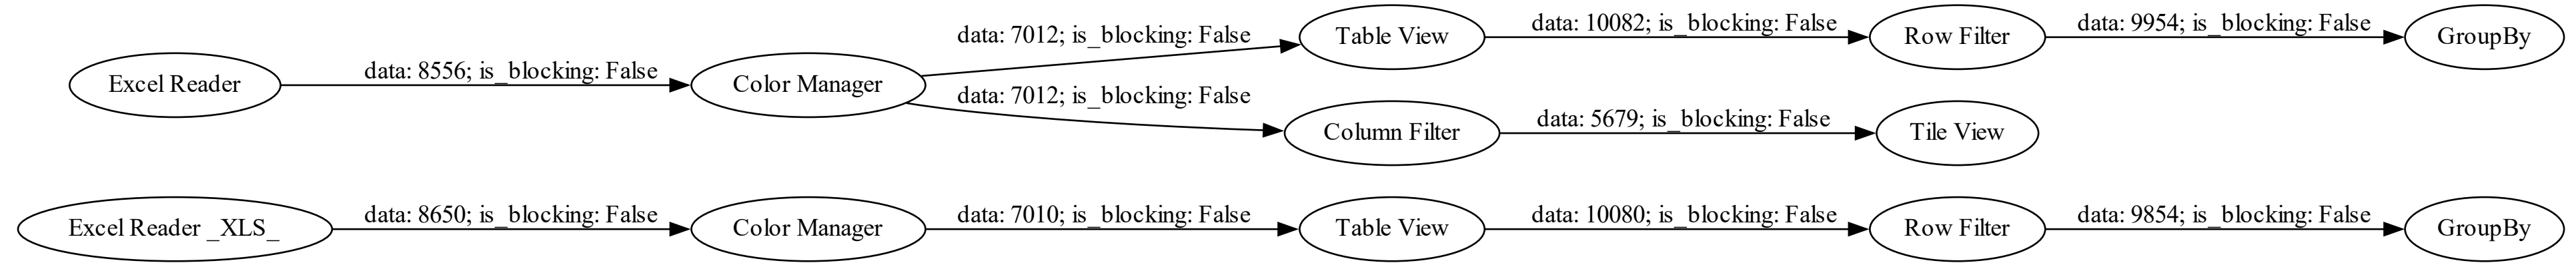 Excel Reader
data: 8556; is_blocking: False
Color Manager
data: 7012; is_blocking: False
Table View
data: 10082; is_blocking: False
Row Filter
data: 9954; is_blocking: False
GroupBy
data: 7012; is_blocking: False
Column Filter
data: 5679; is_blocking: False
Tile View
Excel Reader _XLS_
data: 8650; is_blocking: False
Color Manager
data: 7010; is_blocking: False
Table View
data: 10080; is_blocking: False
Row Filter
data: 9854; is_blocking: False
GroupBy